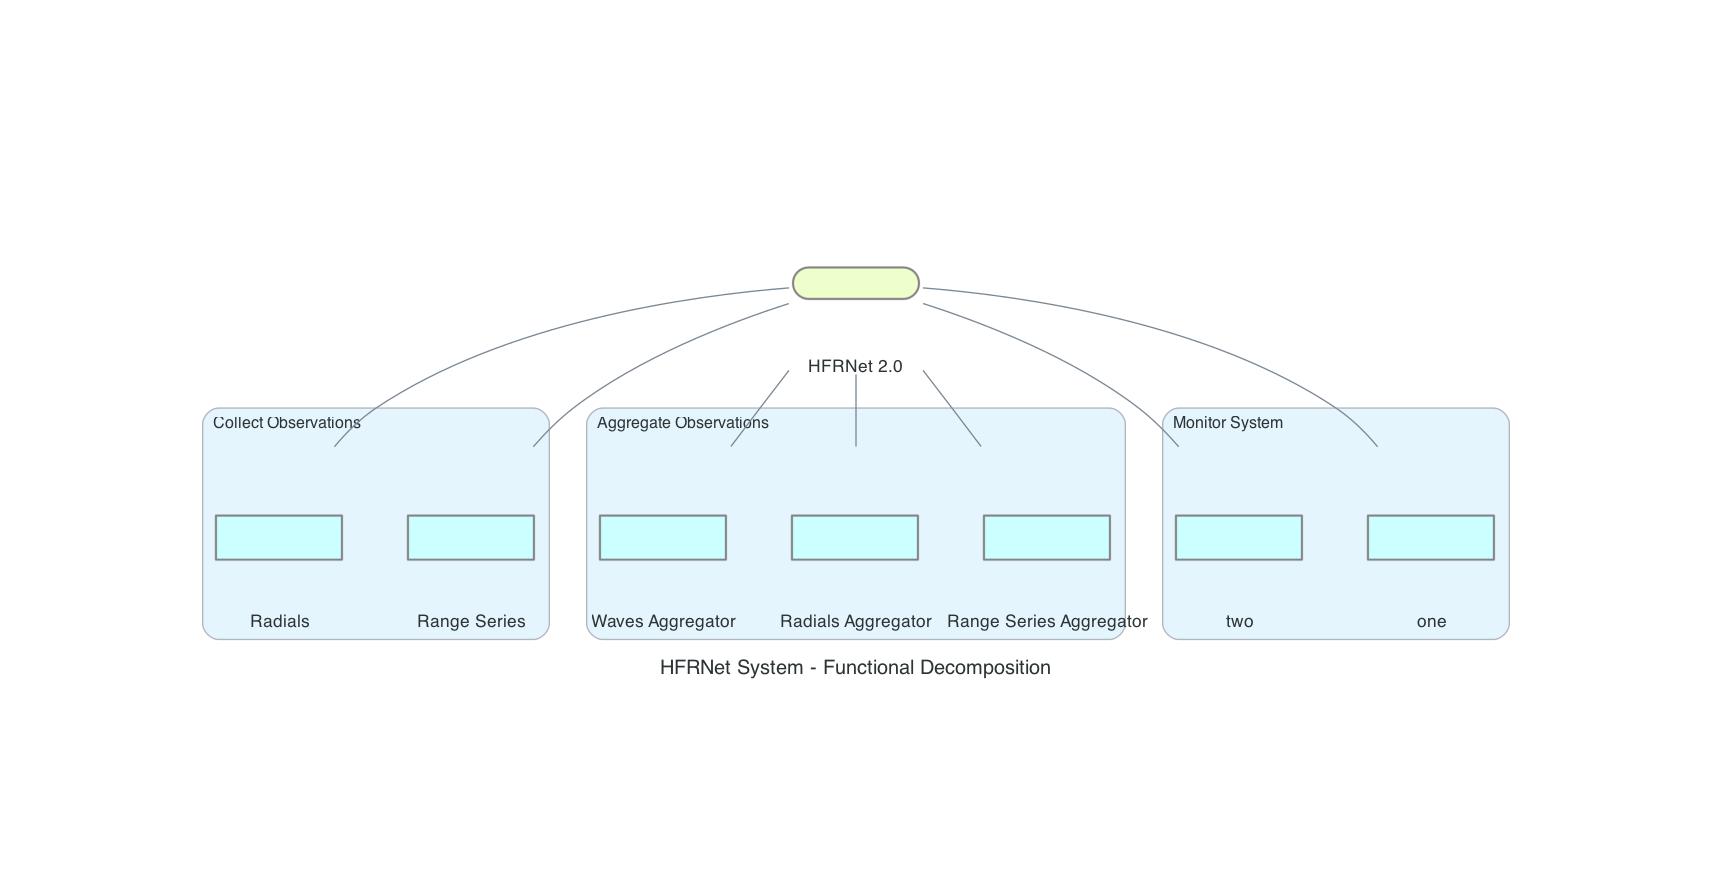 HFRNet 2.0
Collect Observations
Aggregate Observations
Monitor System
Radials
Range Series
Waves Aggregator
Radials Aggregator
Range Series Aggregator
two
one
HFRNet System - Functional Decomposition